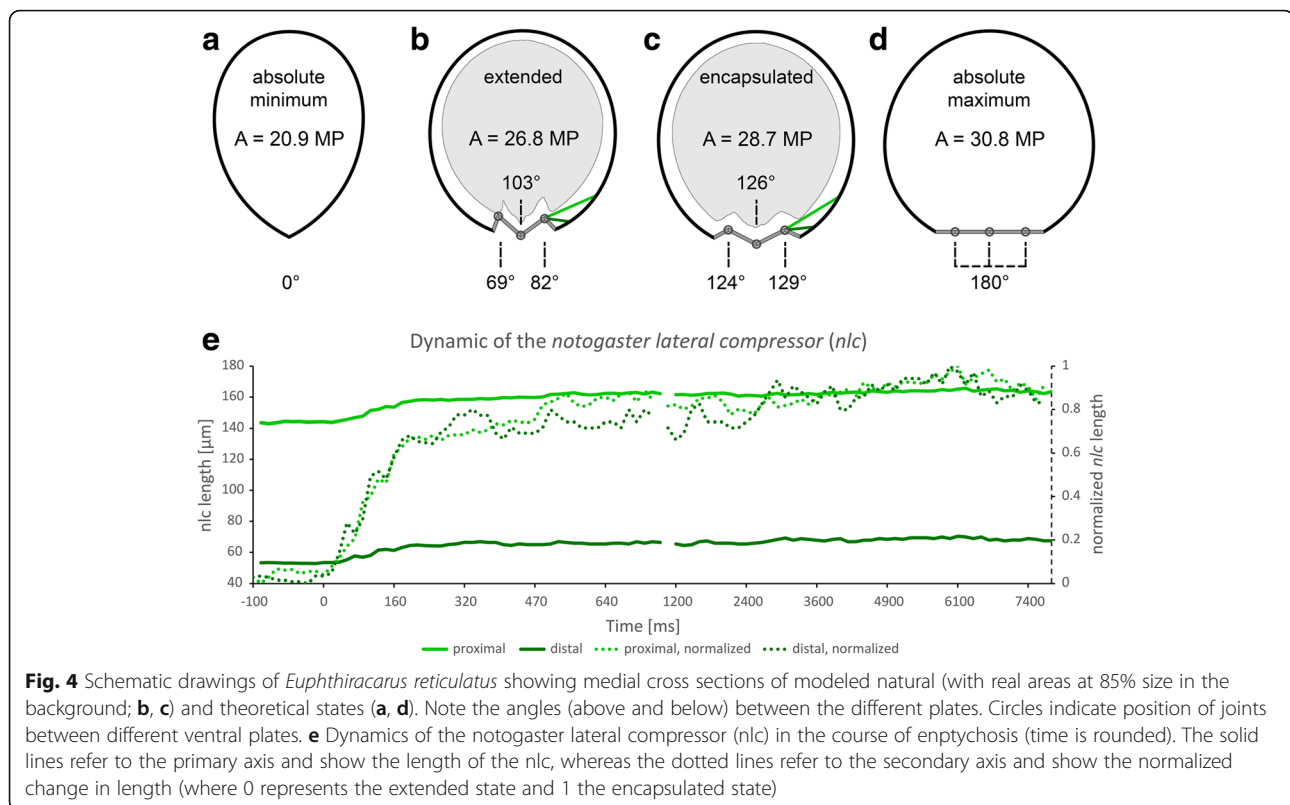 a
absolute
minimum
A = 20.9 MP
0°
b
extended
A = 26.8 MP
103°
69° 82°
c
encapsulated
A = 28.7 MP
126°
124° 129°
d
absolute
maximum
A = 30.8 MP
180°
e
Dynamic of the notogaster lateral compressor (nlc)
nlc length [µm]
180
160
140
120
100
80
60
40
-100 0 160 320 470 640 1200 2400 3600 4900 6100 7400
Time [ms]
1
0.8
0.6
0.4
0.2
0
normalized nlc length
proximal distal proximal, normalized distal, normalized
Fig. 4 Schematic drawings of Euphthiracarus reticulatus showing medial cross sections of modeled natural (with real areas at 85% size in the
background; b, c) and theoretical states (a, d). Note the angles (above and below) between the different plates. Circles indicate position of joints
between different ventral plates. e Dynamics of the notogaster lateral compressor (nlc) in the course of enptychosis (time is rounded). The solid
lines refer to the primary axis and show the length of the nlc, whereas the dotted lines refer to the secondary axis and show the normalized
change in length (where 0 represents the extended state and 1 the encapsulated state)